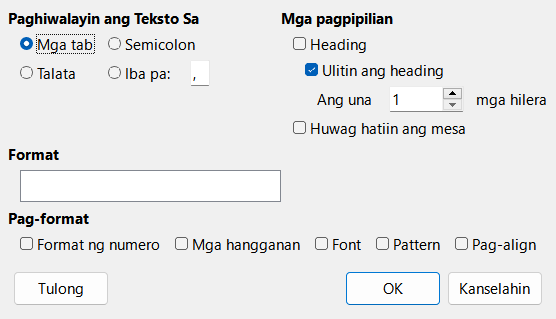 Paghiwalayin ang Teksto Sa
Mga tab
Semicolon
Talata
Iba pa:
,
Mga pagpipilian
Heading
Ulitin ang heading
Ang una
1
mga hilera
Huwag hatiin ang mesa
Format
Pag-format
Format ng numero
Mga hangganan
Font
Pattern
Pag-align
Tulong
OK
Kanselahin